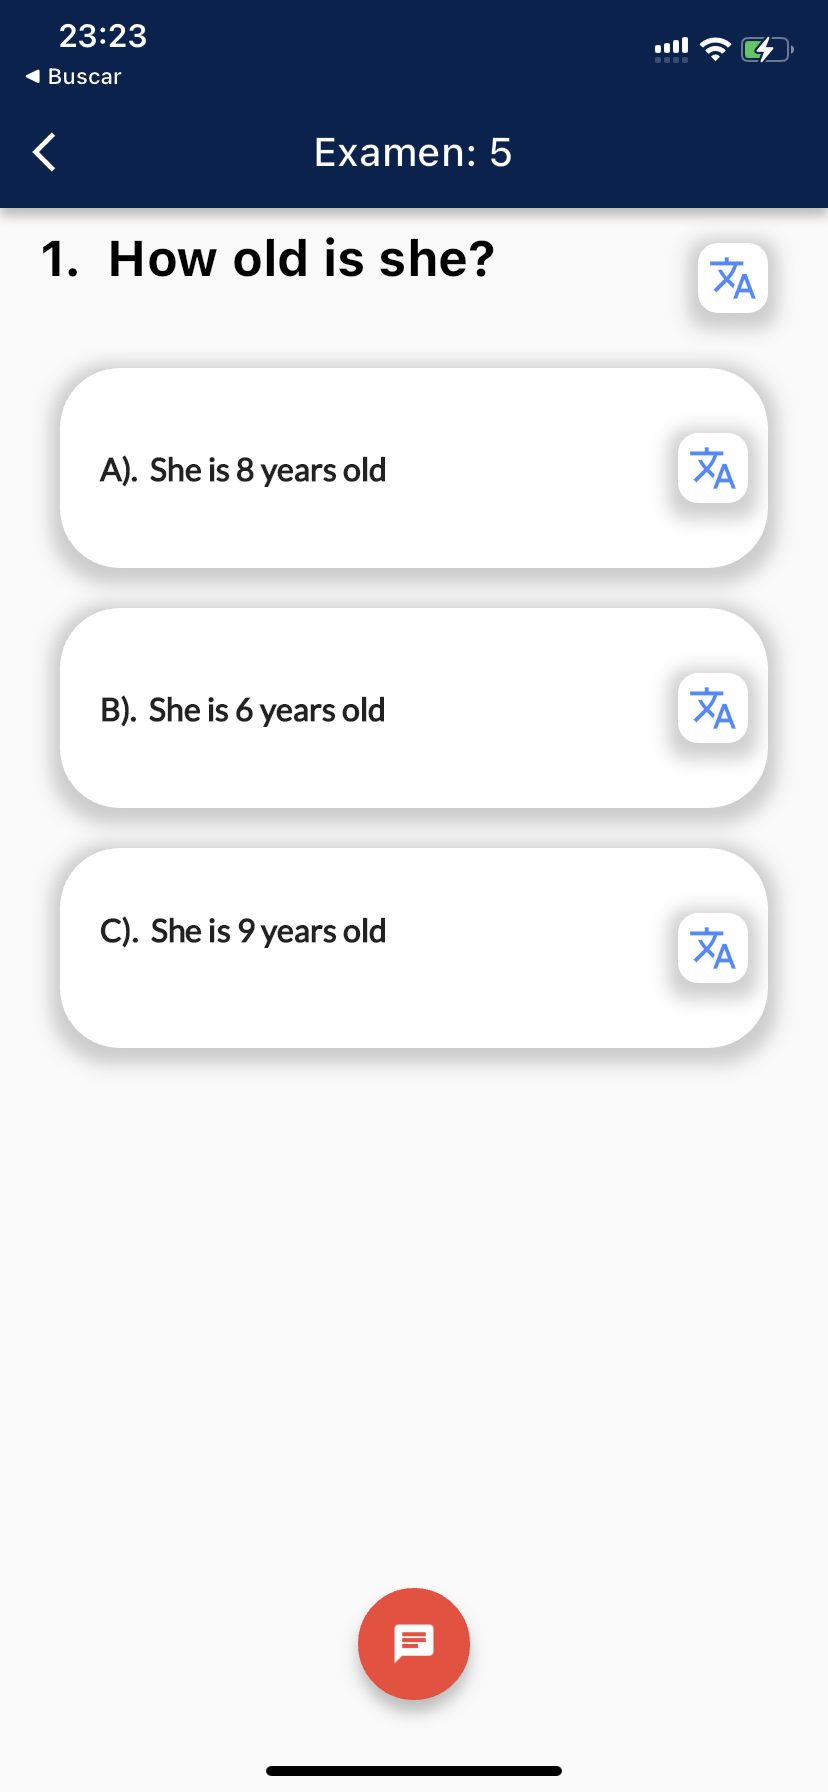 23:23
◀ Buscar
Examen: 5
1. How old is she?
A). She is 8 years old
B). She is 6 years old
C). She is 9 years old